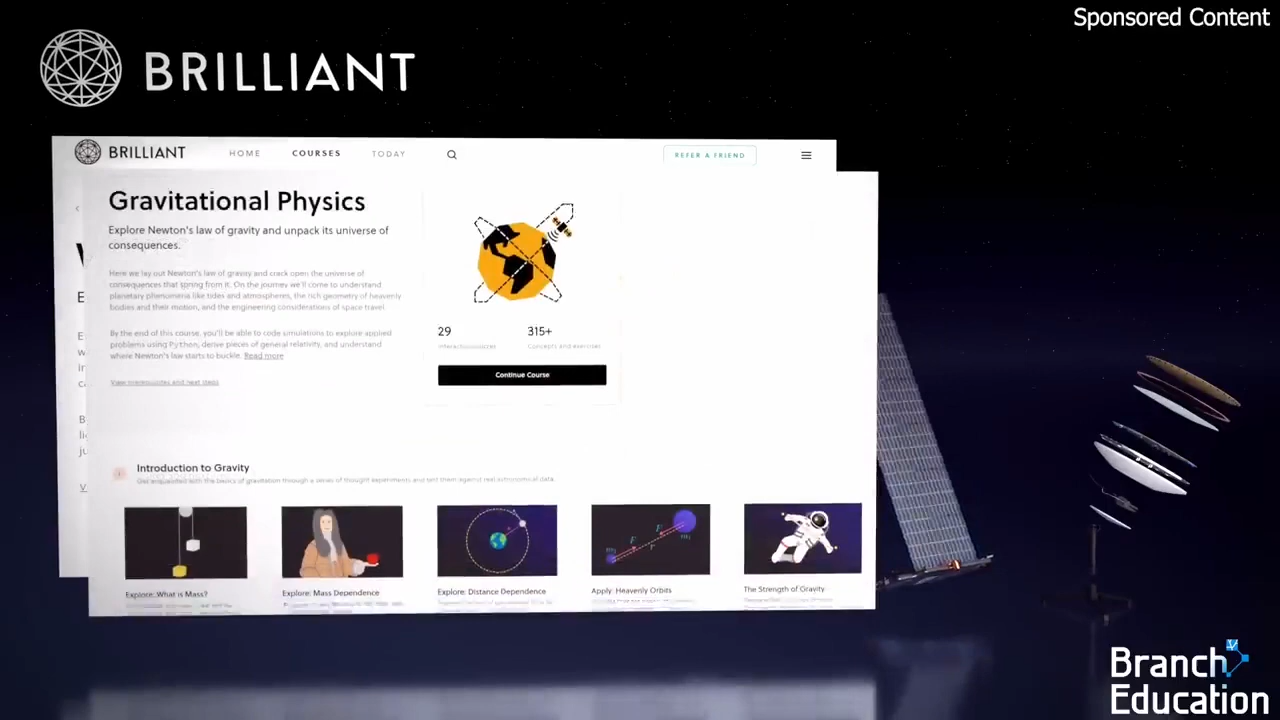 Sponsored Content
BRILLIANT
BRILLIANT
HOME
COURSES
TODAY
REFER A FRIEND
Gravitational Physics
Explore Newton's law of gravity and unpack its universe of
consequences.
Here we lay out Newton's law of gravity and crack open the universe of
consequences that spring from it. On the journey we'll come to understand
planetary phenomena like tides and atmospheres, the rich geometry of heavenly
bodies and their motion, and the engineering considerations of space travel.
By the end of this course, you'll be able to code simulations to explore applied
problems using Python, derive pieces of general relativity, and understand
where Newton's law starts to buckle. Read more
View prerequisites and next steps
29
315+
Concepts and exercises
Continue Course
Introduction to Gravity
Get acquainted with the basics of gravitation through a series of thought experiments and test them against real astronomical data.
Explore: What is Mass?
Explore: Mass Dependence
Explore: Distance Dependence
Apply: Heavenly Orbits
The Strength of Gravity
Branch
Education